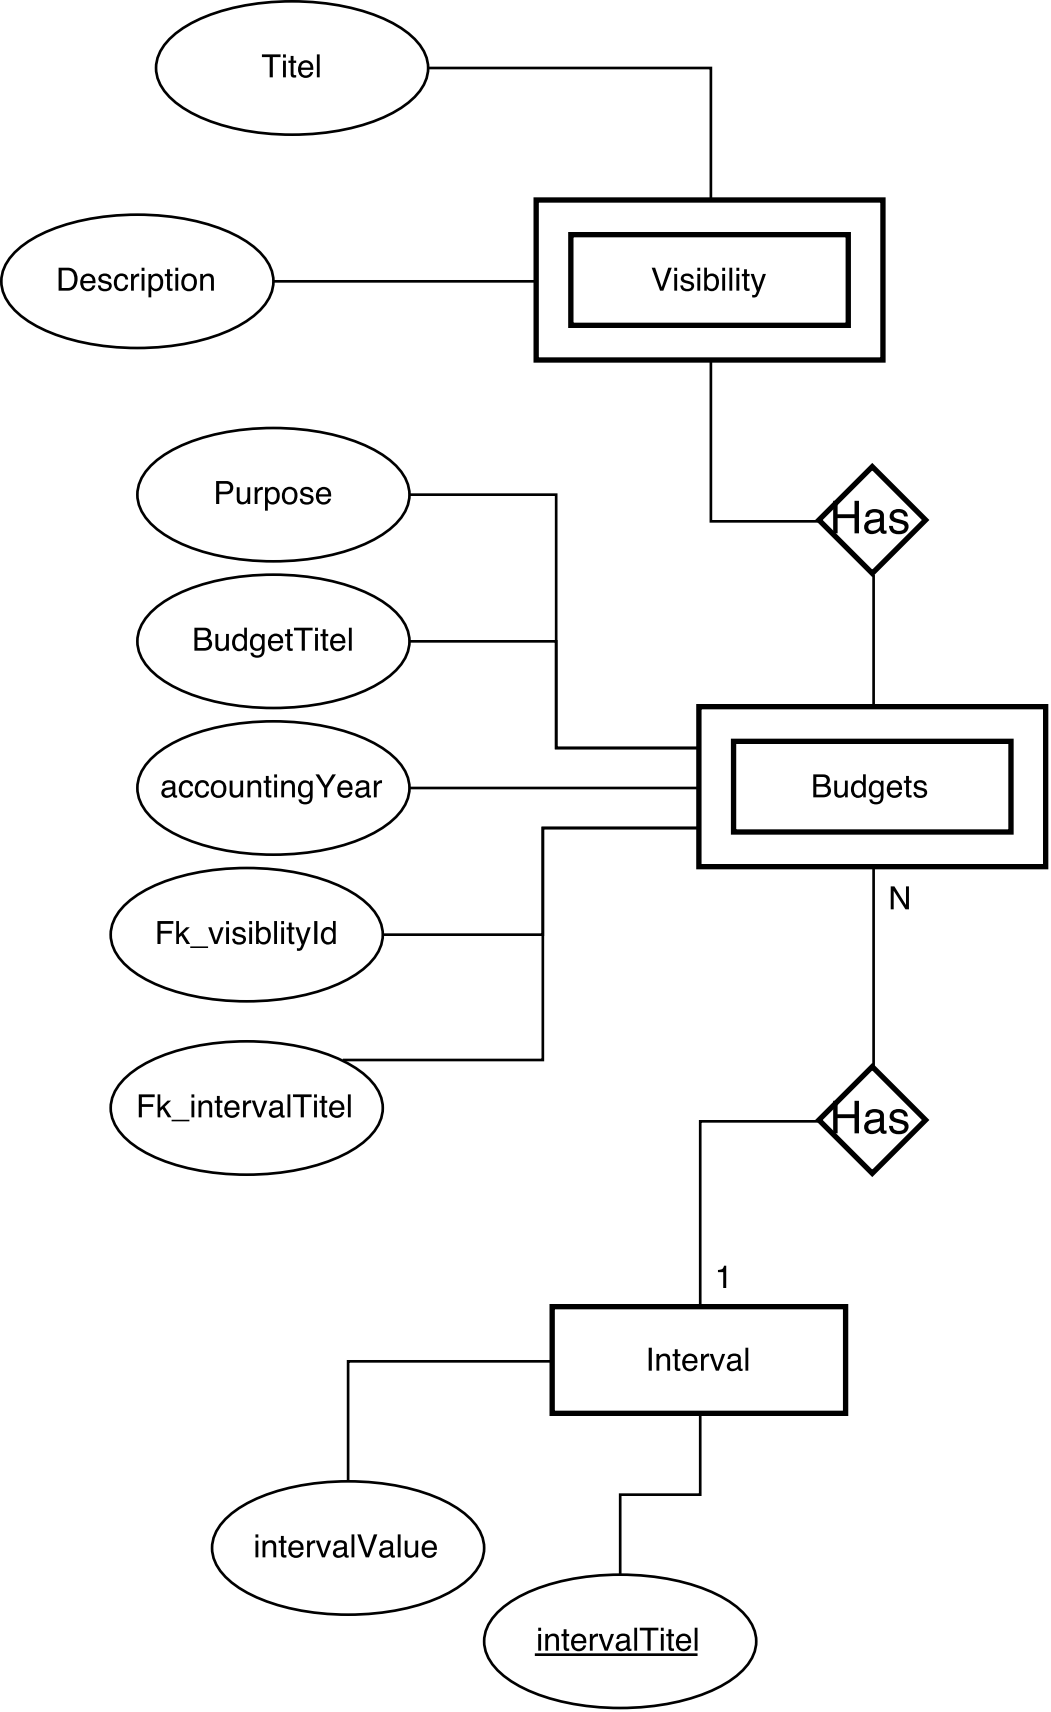 Titel
Description
Visibility
Purpose
Has
BudgetTitel
accountingYear
Budgets
Fk_visiblityId
N
Fk_intervalTitel
Has
1
Interval
intervalValue
intervalTitel